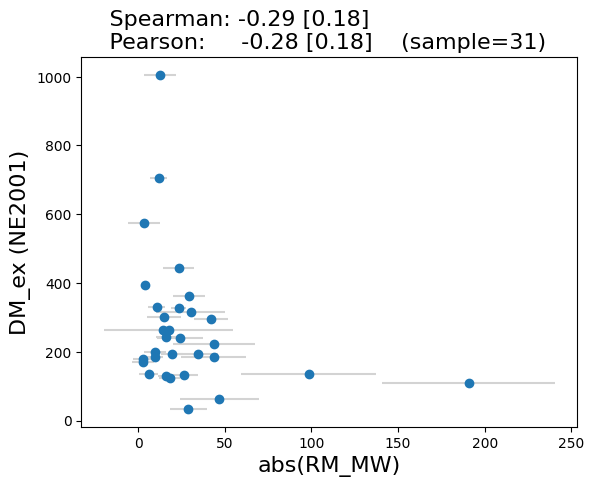 Spearman: -0.29 [0.18]
Pearson: -0.28 [0.18] (sample=31)
1000
800
600
400
200
0
DM_ex (NE2001)
0 50 100 150 200 250
abs(RM_MW)